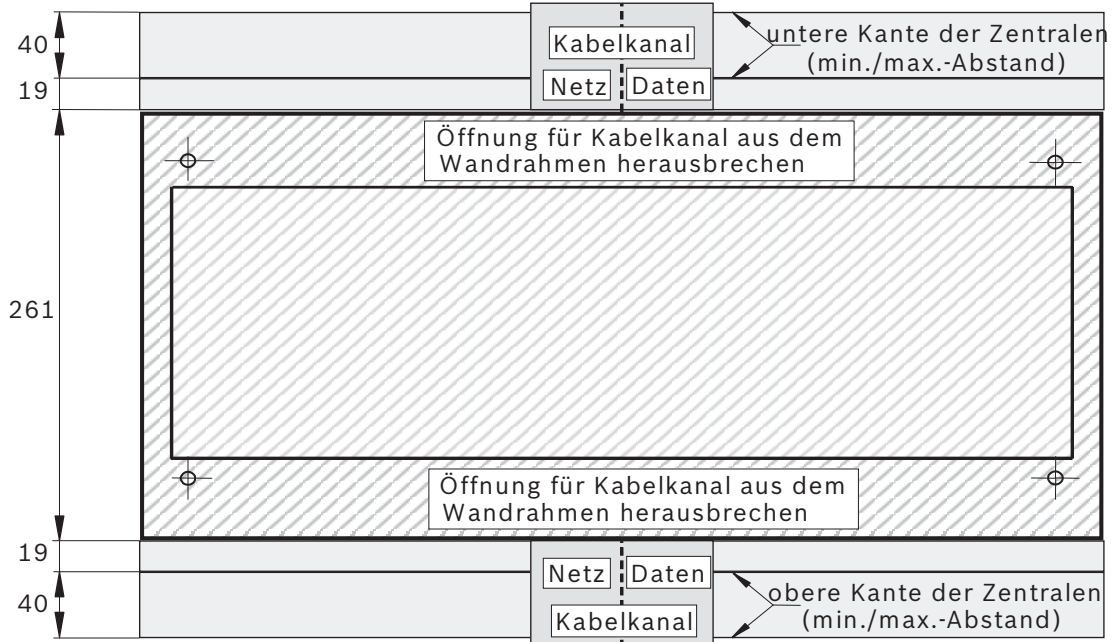 40
untere Kante der Zentralen
Kabelkanal
(min./max.-Abstand)
19
Netz
Daten
Öffnung für Kabelkanal aus dem
Wandrahmen herausbrechen
261
Öffnung für Kabelkanal aus dem
Wandrahmen herausbrechen
19
Netz
Daten
40
obere Kante der Zentralen
Kabelkanal
(min./max.-Abstand)